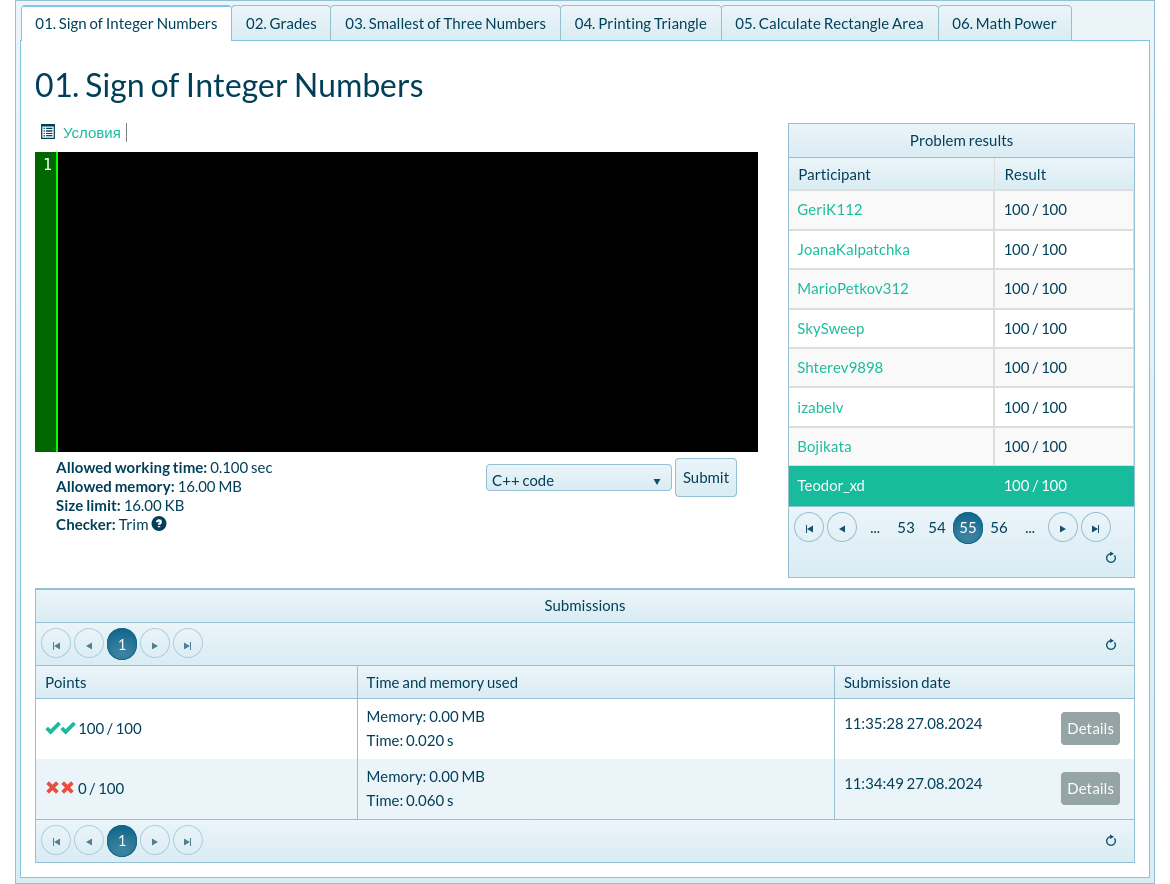 01. Sign of Integer Numbers
02. Grades
03. Smallest of Three Numbers
04. Printing Triangle
05. Calculate Rectangle Area
06. Math Power
01. Sign of Integer Numbers
Условия
1
Allowed working time: 0.100 sec
Allowed memory: 16.00 MB
Size limit: 16.00 KB
Checker: Trim ?
C++ code
Submit
Problem results
Participant Result
GeriK112 100 / 100
JoanaKalpatchka 100 / 100
MarioPetkov312 100 / 100
SkySweep 100 / 100
Shterev9898 100 / 100
izabelv 100 / 100
Bojikata 100 / 100
Teodor_xd 100 / 100
... 53 54 55 56 ...
Submissions
1
Points Time and memory used Submission date
100 / 100
Memory: 0.00 MB
Time: 0.020 s
11:35:28 27.08.2024
Details
0 / 100
Memory: 0.00 MB
Time: 0.060 s
11:34:49 27.08.2024
Details
1